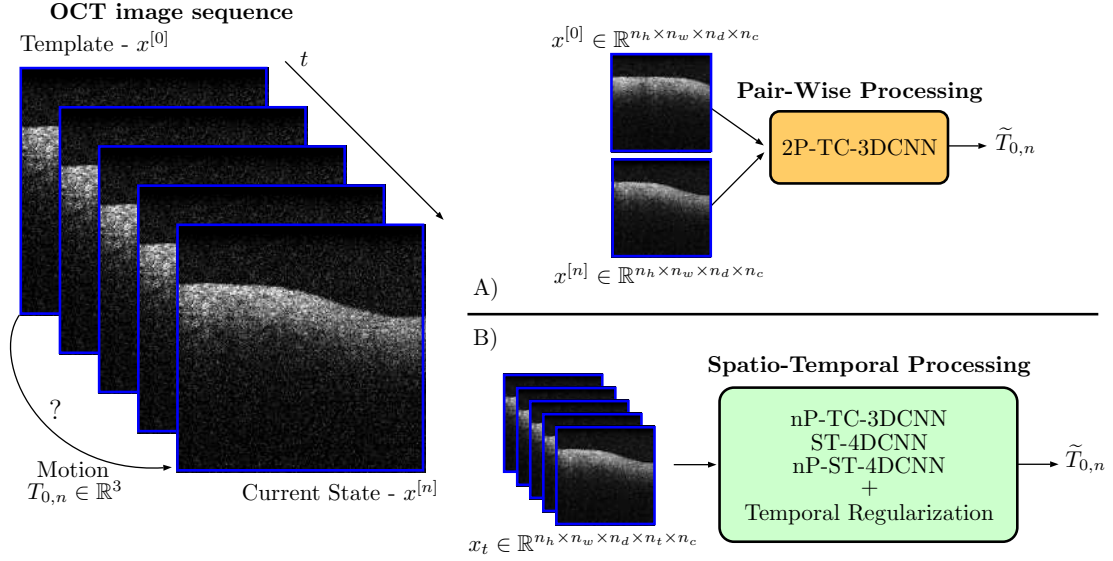 OCT image sequence
Template - x^{[0]}
t
?
Motion
T_{0,n} ∈ ℝ^3
Current State - x^{[n]}
x^{[0]} ∈ ℝ^{n_h×n_w×n_d×n_c}
Pair-Wise Processing
2P-TC-3DCNN
T̃_{0,n}
x^{[n]} ∈ ℝ^{n_h×n_w×n_d×n_c}
A)
B)
Spatio-Temporal Processing
nP-TC-3DCNN
ST-4DCNN
nP-ST-4DCNN
+
Temporal Regularization
T̃_{0,n}
x_t ∈ ℝ^{n_h×n_w×n_d×n_t×n_c}